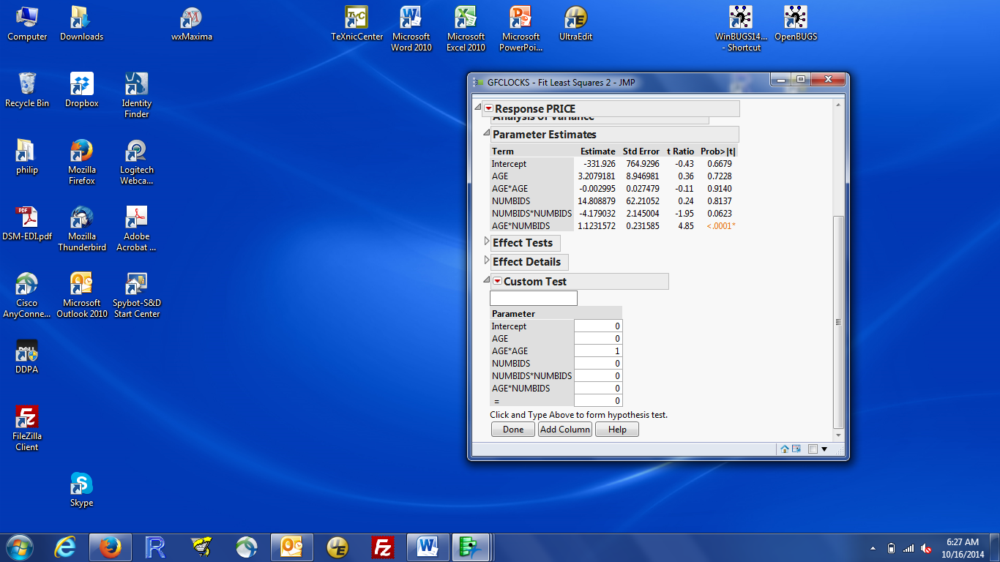 Computer
Downloads
wxMaxima
TeXnicCenter
Microsoft
Word 2010
Microsoft
Excel 2010
Microsoft
PowerPoi...
UltraEdit
WinBUGS14...
- Shortcut
OpenBUGS
Recycle Bin
Dropbox
Identity
Finder
philip
Mozilla
Firefox
Logitech
Webca...
DSM-EDI.pdf
Mozilla
Thunderbird
Adobe
Acrobat ...
Cisco
AnyConne...
Microsoft
Outlook 2010
Spybot-S&D
Start Center
DDPA
FileZilla
Client
Skype
GFCLOCKS - Fit Least Squares 2 - JMP
Response PRICE
Analysis of Variance
Parameter Estimates
Term Estimate Std Error t Ratio Prob>|t|
Intercept -331.926 764.9296 -0.43 0.6679
AGE 3.2079181 8.946981 0.36 0.7228
AGE*AGE -0.002995 0.027479 -0.11 0.9140
NUMBIDS 14.808879 62.21052 0.24 0.8137
NUMBIDS*NUMBIDS -4.179032 2.145004 -1.95 0.0623
AGE*NUMBIDS 1.1231572 0.231585 4.85 <.0001*
Effect Tests
Effect Details
Custom Test
Parameter
Intercept 0
AGE 0
AGE*AGE 1
NUMBIDS 0
NUMBIDS*NUMBIDS 0
AGE*NUMBIDS 0
= 0
Click and Type Above to form hypothesis test.
Done Add Column Help
6:27 AM
10/16/2014